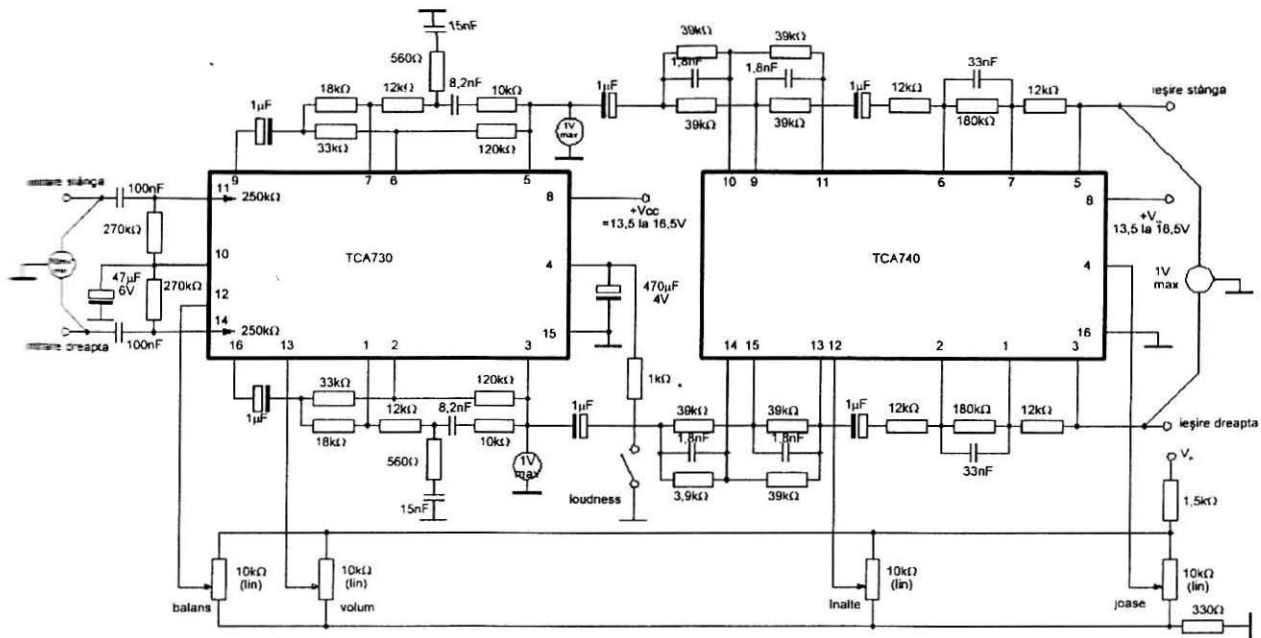 15nF
560Ω
8,2nF
1µF
18kΩ
12kΩ
10kΩ
33kΩ
120kΩ
1V
max
1µF
39kΩ
39kΩ
1,8nF
1,8nF
39kΩ
39kΩ
1µF
12kΩ
33nF
180kΩ
12kΩ
ieşire stânga
9
7
6
5
10
9
11
6
7
5
intrare stânga
100nF
11
250kΩ
270kΩ
10
47µF
6V
270kΩ
12
14
250kΩ
intrare dreapta
100nF
TCA730
8
+Vcc
=13,5 la 16,5V
4
470µF
4V
15
TCA740
8
13,5 la 16,5V
4
1V
max
16
16
13
1
2
3
14
15
13
12
2
1
3
1µF
33kΩ
18kΩ
12kΩ
8,2nF
120kΩ
10kΩ
560Ω
15nF
1V
max
1µF
1kΩ
loudness
39kΩ
39kΩ
1,8nF
1,8nF
3,9kΩ
39kΩ
1µF
12kΩ
180kΩ
12kΩ
33nF
ieşire dreapta
1,5kΩ
10kΩ
(lin)
balans
10kΩ
(lin)
volum
10kΩ
(lin)
înalte
10kΩ
(lin)
joase
330Ω